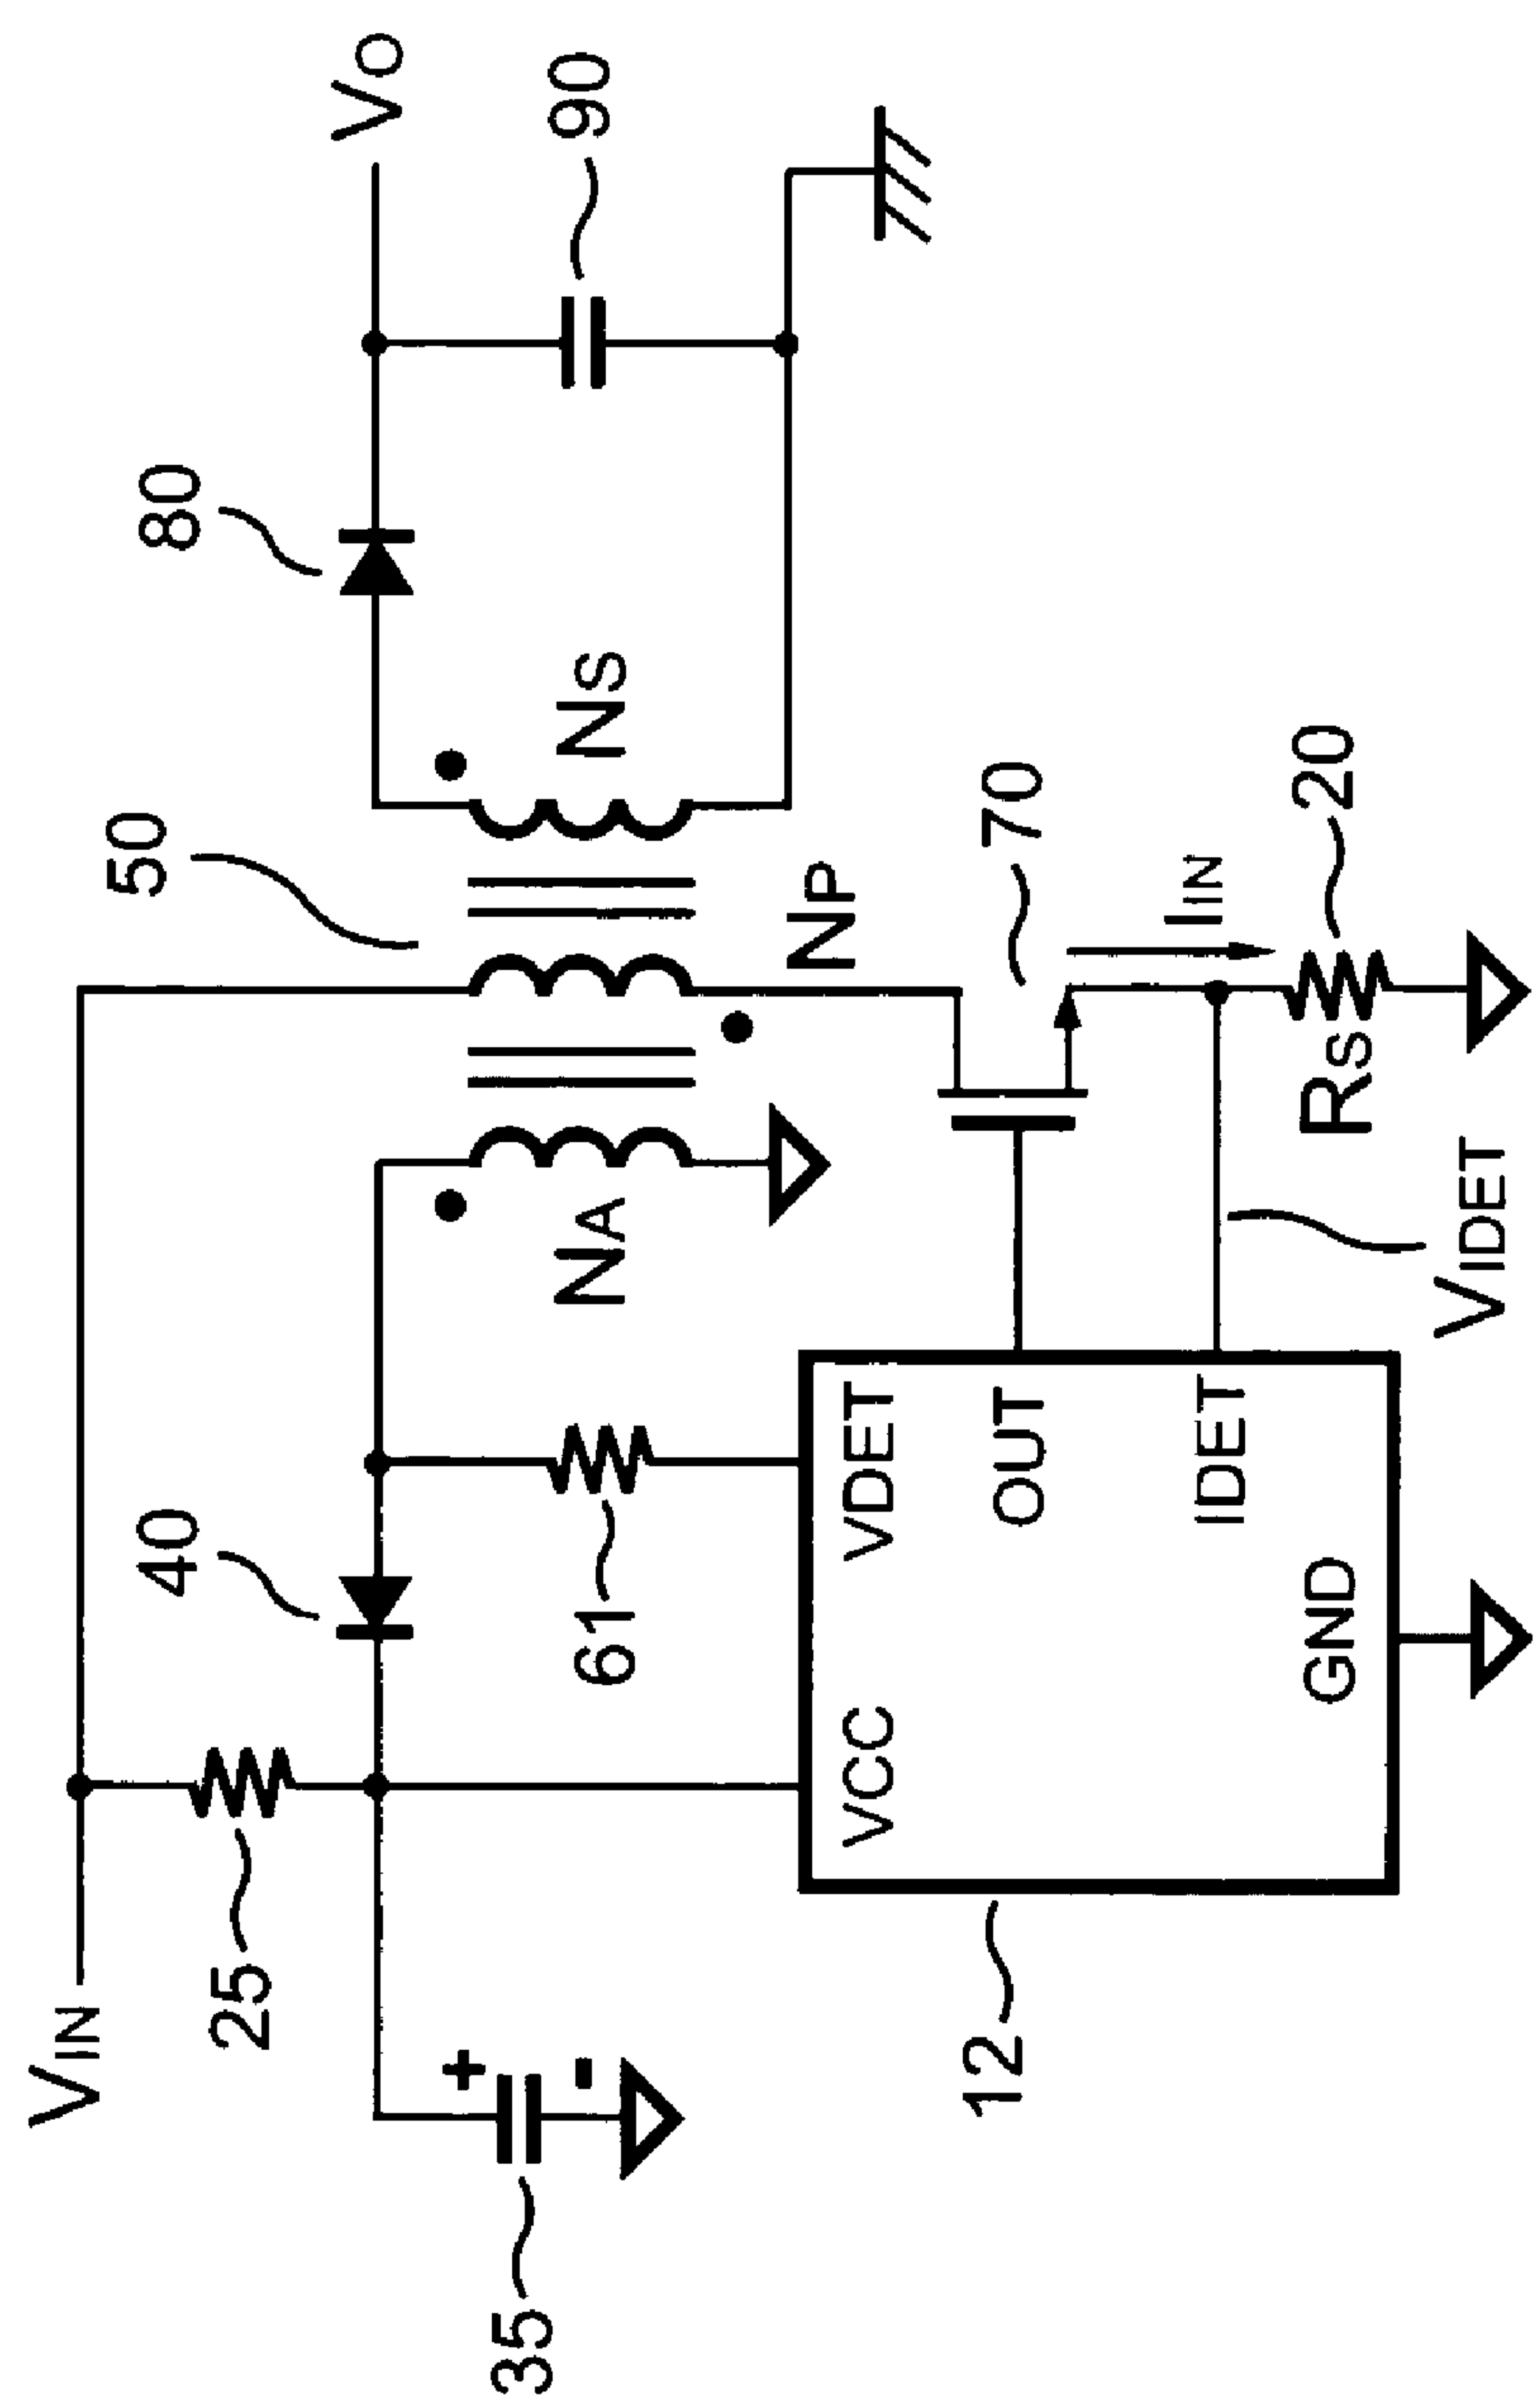 VIN
25
40
50
80
VO
35
+
-
61
NA
NS
NP
90
12
VCC
VDET
OUT
IDET
GND
70
IIN
RS
20
VIDET